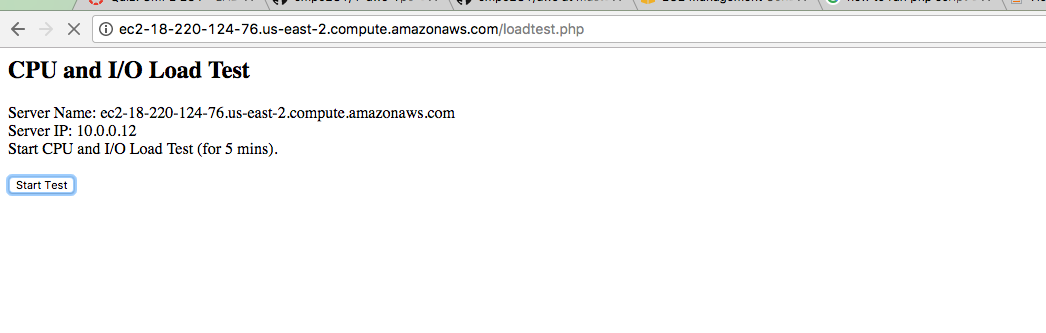 ec2-18-220-124-76.us-east-2.compute.amazonaws.com/loadtest.php
CPU and I/O Load Test
Server Name: ec2-18-220-124-76.us-east-2.compute.amazonaws.com
Server IP: 10.0.0.12
Start CPU and I/O Load Test (for 5 mins).
Start Test